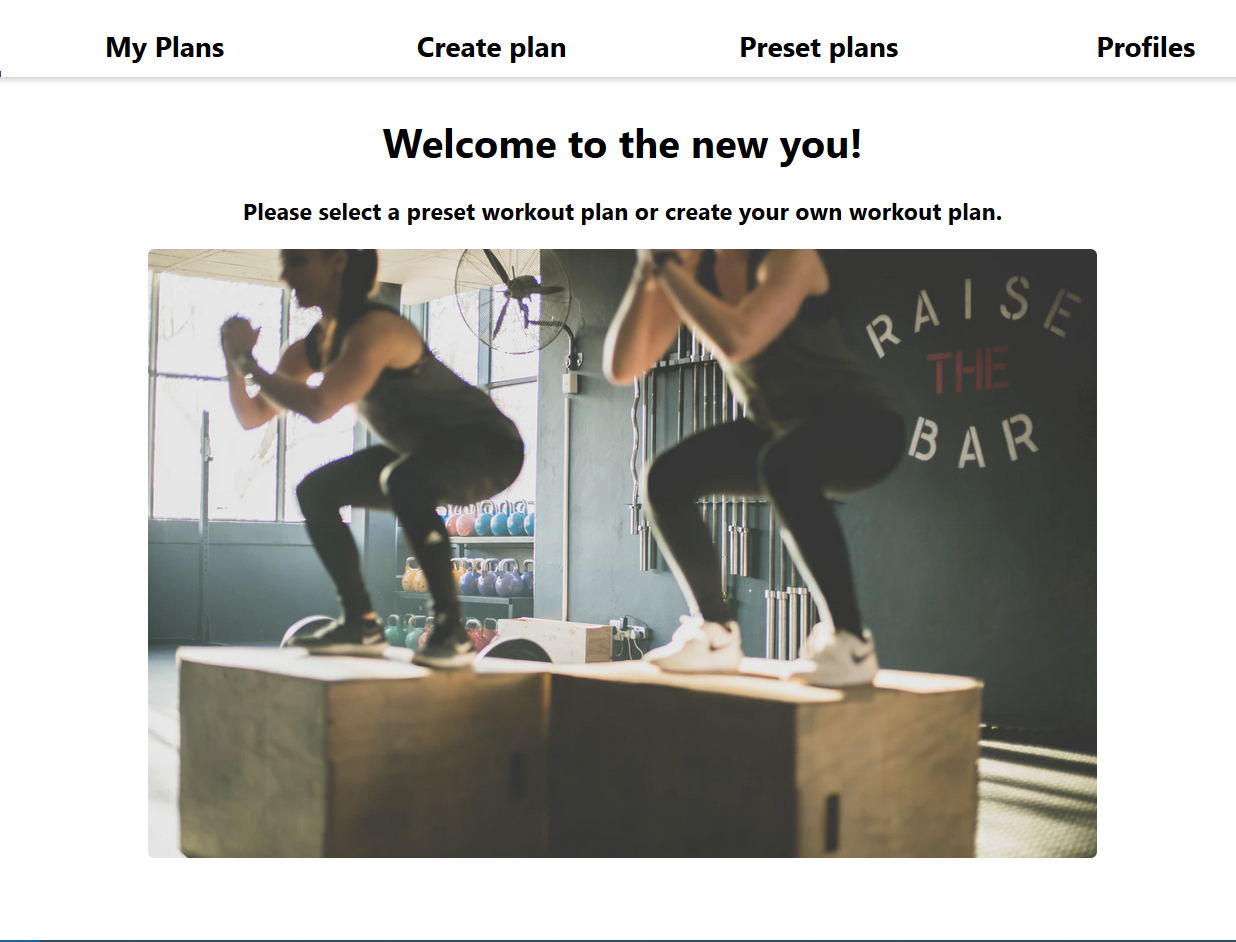 My Plans Create plan Preset plans Profiles
Welcome to the new you!
Please select a preset workout plan or create your own workout plan.
RAISE
THE
BAR